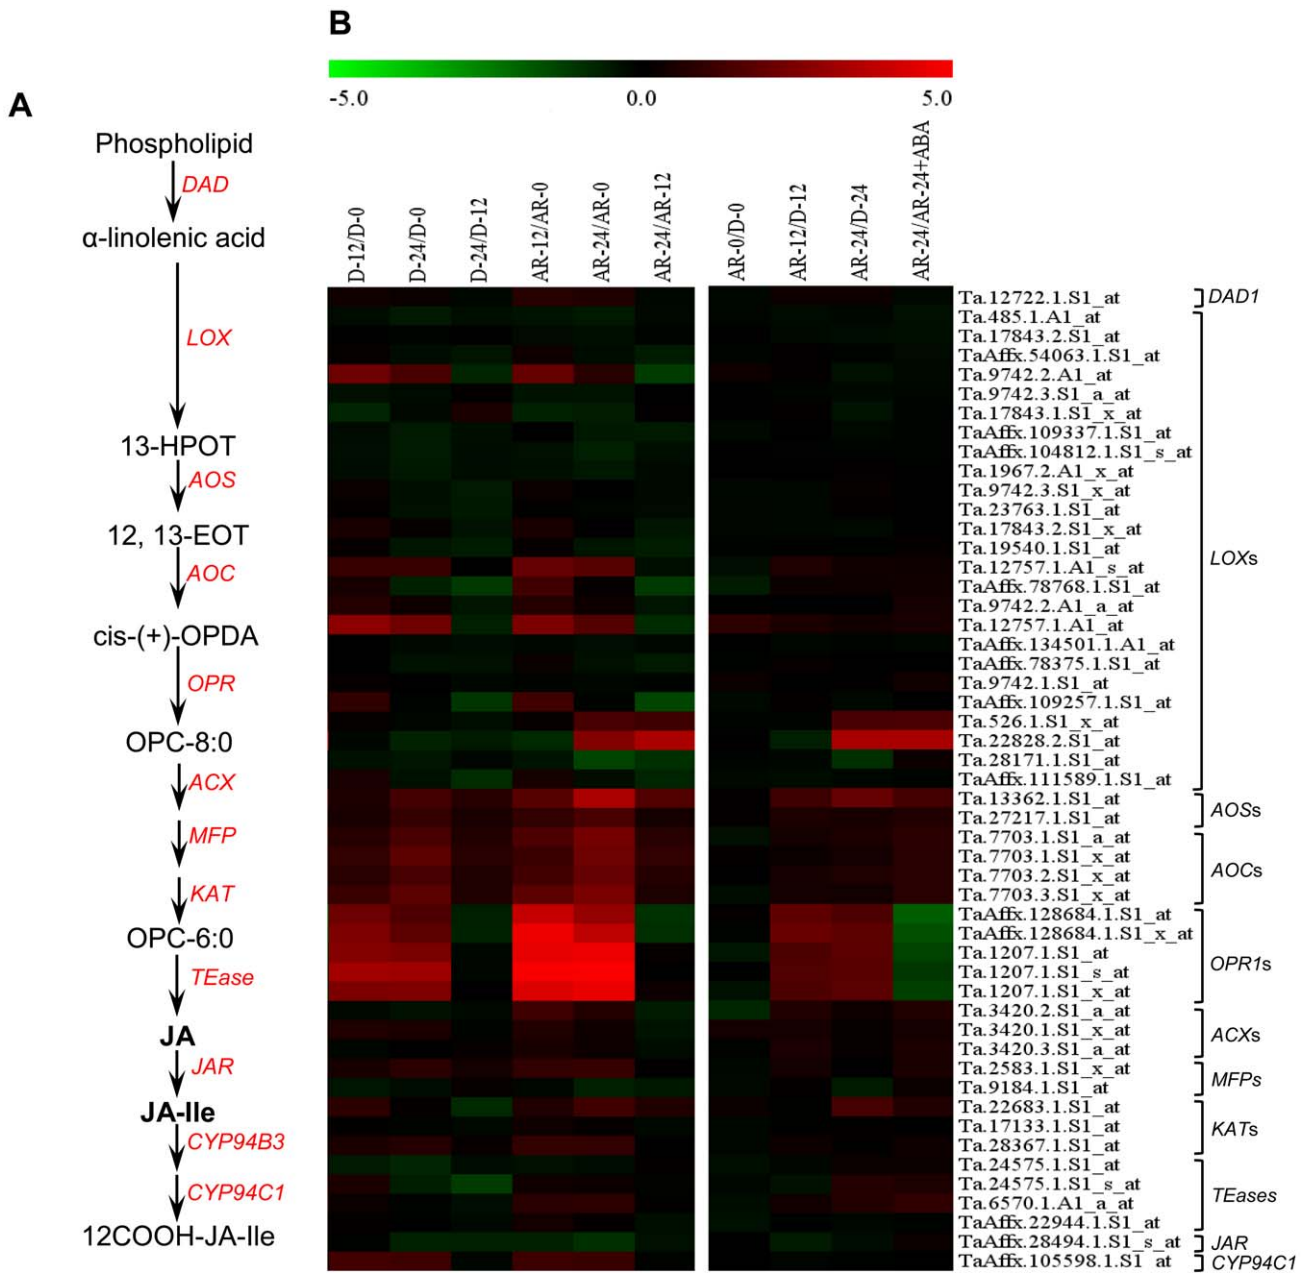 B
-5.0 0.0 5.0
A
Phospholipid
DAD
α-linolenic acid
LOX
13-HPOT
AOS
12, 13-EOT
AOC
cis-(+)-OPDA
OPR
OPC-8:0
ACX
MFP
KAT
OPC-6:0
TEase
JA
JAR
JA-Ile
CYP94B3
CYP94C1
12COOH-JA-Ile
D-12/D-0
D-24/D-0
D-24/D-12
AR-12/AR-0
AR-24/AR-0
AR-24/AR-12
AR-0/D-0
AR-12/D-12
AR-24/D-24
AR-24/AR-24+ABA
Ta.12722.1.S1_at
Ta.485.1.A1_at
Ta.17843.2.S1_at
TaAffx.54063.1.S1_at
Ta.9742.2.A1_at
Ta.9742.3.S1_a_at
Ta.17843.1.S1_x_at
TaAffx.109337.1.S1_at
TaAffx.104812.1.S1_s_at
Ta.1967.2.A1_x_at
Ta.9742.3.S1_x_at
Ta.23763.1.S1_at
Ta.17843.2.S1_x_at
Ta.19540.1.S1_at
Ta.12757.1.A1_s_at
TaAffx.78768.1.S1_at
Ta.9742.2.A1_a_at
Ta.12757.1.A1_at
TaAffx.134501.1.A1_at
TaAffx.78375.1.S1_at
Ta.9742.1.S1_at
TaAffx.109257.1.S1_at
Ta.526.1.S1_x_at
Ta.22828.2.S1_at
Ta.28171.1.S1_at
TaAffx.111589.1.S1_at
Ta.13362.1.S1_at
Ta.27217.1.S1_at
Ta.7703.1.S1_a_at
Ta.7703.1.S1_x_at
Ta.7703.2.S1_x_at
Ta.7703.3.S1_x_at
TaAffx.128684.1.S1_at
TaAffx.128684.1.S1_x_at
Ta.1207.1.S1_at
Ta.1207.1.S1_s_at
Ta.1207.1.S1_x_at
Ta.3420.2.S1_a_at
Ta.3420.1.S1_x_at
Ta.3420.3.S1_a_at
Ta.2583.1.S1_x_at
Ta.9184.1.S1_at
Ta.22683.1.S1_at
Ta.17133.1.S1_at
Ta.28367.1.S1_at
Ta.24575.1.S1_at
Ta.24575.1.S1_s_at
Ta.6570.1.A1_a_at
TaAffx.22944.1.S1_at
TaAffx.28494.1.S1_s_at
TaAffx.105598.1.S1_at
DAD1
LOXs
AOSs
AOCs
OPR1s
ACXs
MFPs
KATs
TEases
JAR
CYP94C1